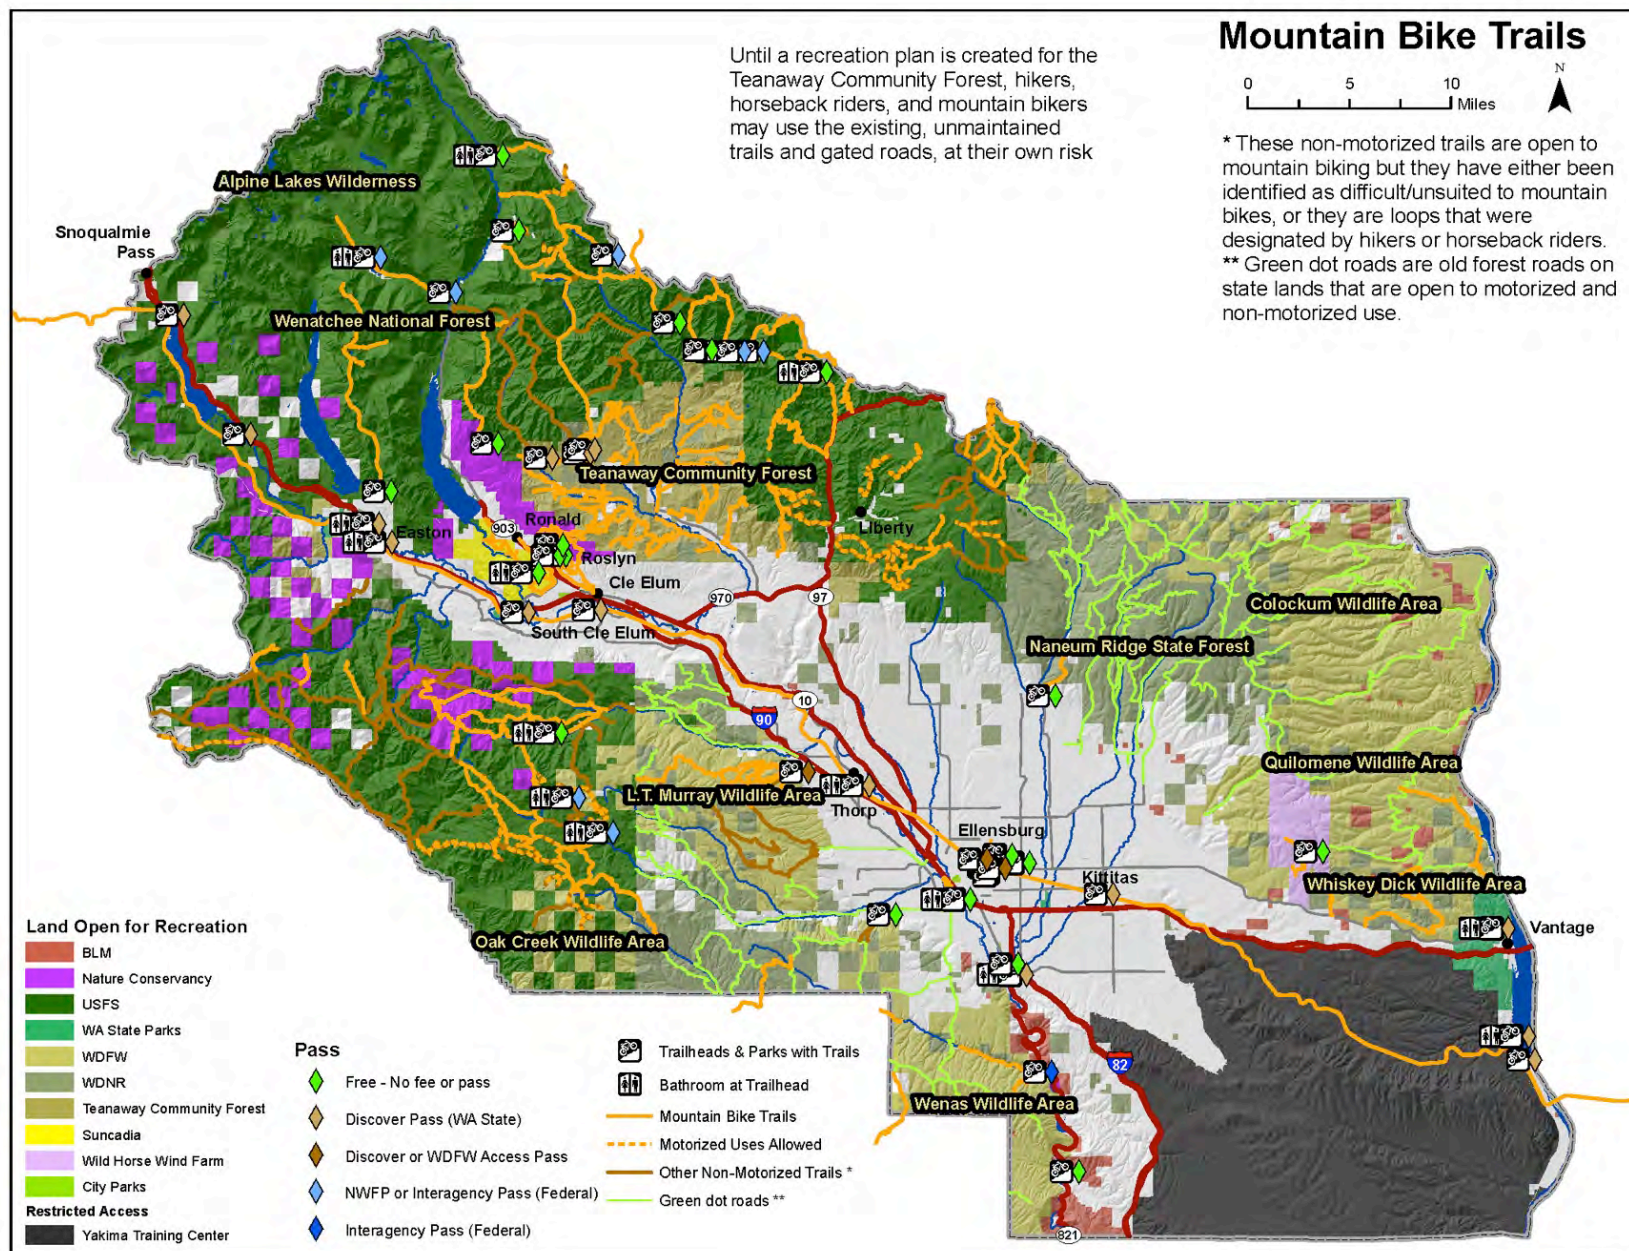 Mountain Bike Trails
Until a recreation plan is created for the
Teanaway Community Forest, hikers,
horseback riders, and mountain bikers
may use the existing, unmaintained
trails and gated roads, at their own risk
N
0 5 10
Miles
* These non-motorized trails are open to
mountain biking but they have either been
identified as difficult/unsuited to mountain
bikes, or they are loops that were
designated by hikers or horseback riders.
** Green dot roads are old forest roads on
state lands that are open to motorized and
non-motorized use.
Alpine Lakes Wilderness
Snoqualmie
Pass
Wenatchee National Forest
Teanaway Community Forest
Liberty
903
Ronald
Easton
Roslyn
Cle Elum
970
97
South Cle Elum
Colockum Wildlife Area
Naneum Ridge State Forest
10
90
Quilomene Wildlife Area
L.T. Murray Wildlife Area
Thorp
Ellensburg
Kittitas
Whiskey Dick Wildlife Area
Vantage
Oak Creek Wildlife Area
82
Wenas Wildlife Area
821
Land Open for Recreation
BLM
Nature Conservancy
USFS
WA State Parks
WDFW
WDNR
Teanaway Community Forest
Suncadia
Wild Horse Wind Farm
City Parks
Restricted Access
Yakima Training Center
Pass
Free - No fee or pass
Discover Pass (WA State)
Discover or WDFW Access Pass
NWFP or Interagency Pass (Federal)
Interagency Pass (Federal)
Trailheads & Parks with Trails
Bathroom at Trailhead
Mountain Bike Trails
Motorized Uses Allowed
Other Non-Motorized Trails *
Green dot roads **